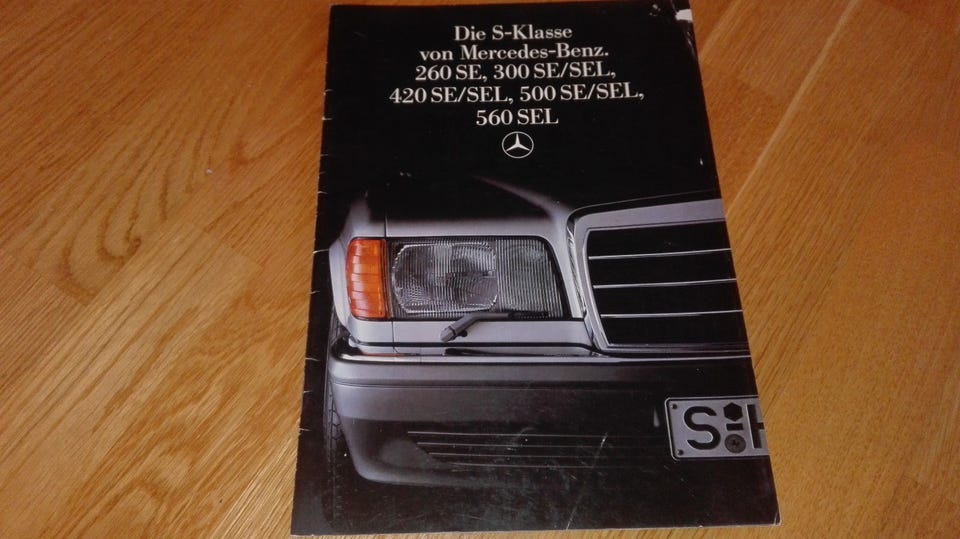 Die S-Klasse
von Mercedes-Benz.
260 SE, 300 SE/SEL,
420 SE/SEL, 500 SE/SEL,
560 SEL
S-H